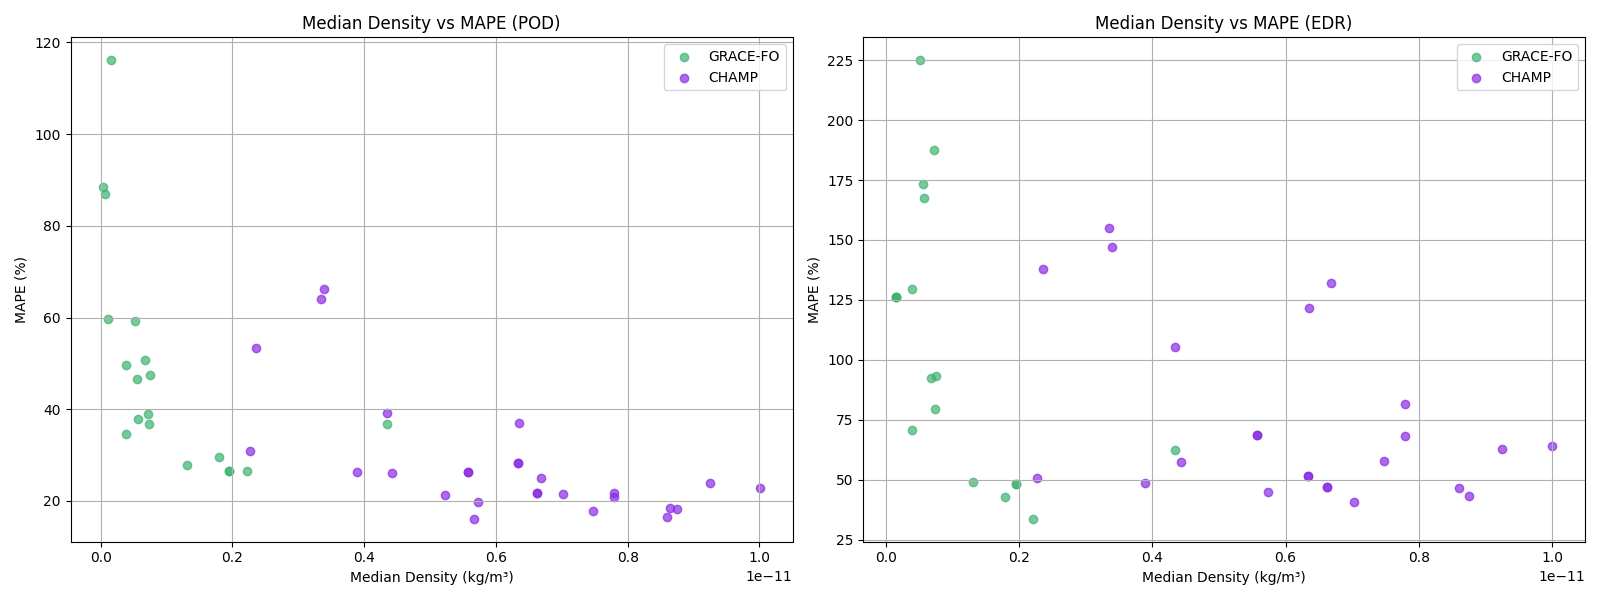 Median Density vs MAPE (POD)
GRACE-FO
CHAMP
MAPE (%)
120
100
80
60
40
20
0.0 0.2 0.4 0.6 0.8 1.0
1e−11
Median Density (kg/m³)
Median Density vs MAPE (EDR)
GRACE-FO
CHAMP
MAPE (%)
225
200
175
150
125
100
75
50
25
0.0 0.2 0.4 0.6 0.8 1.0
1e−11
Median Density (kg/m³)